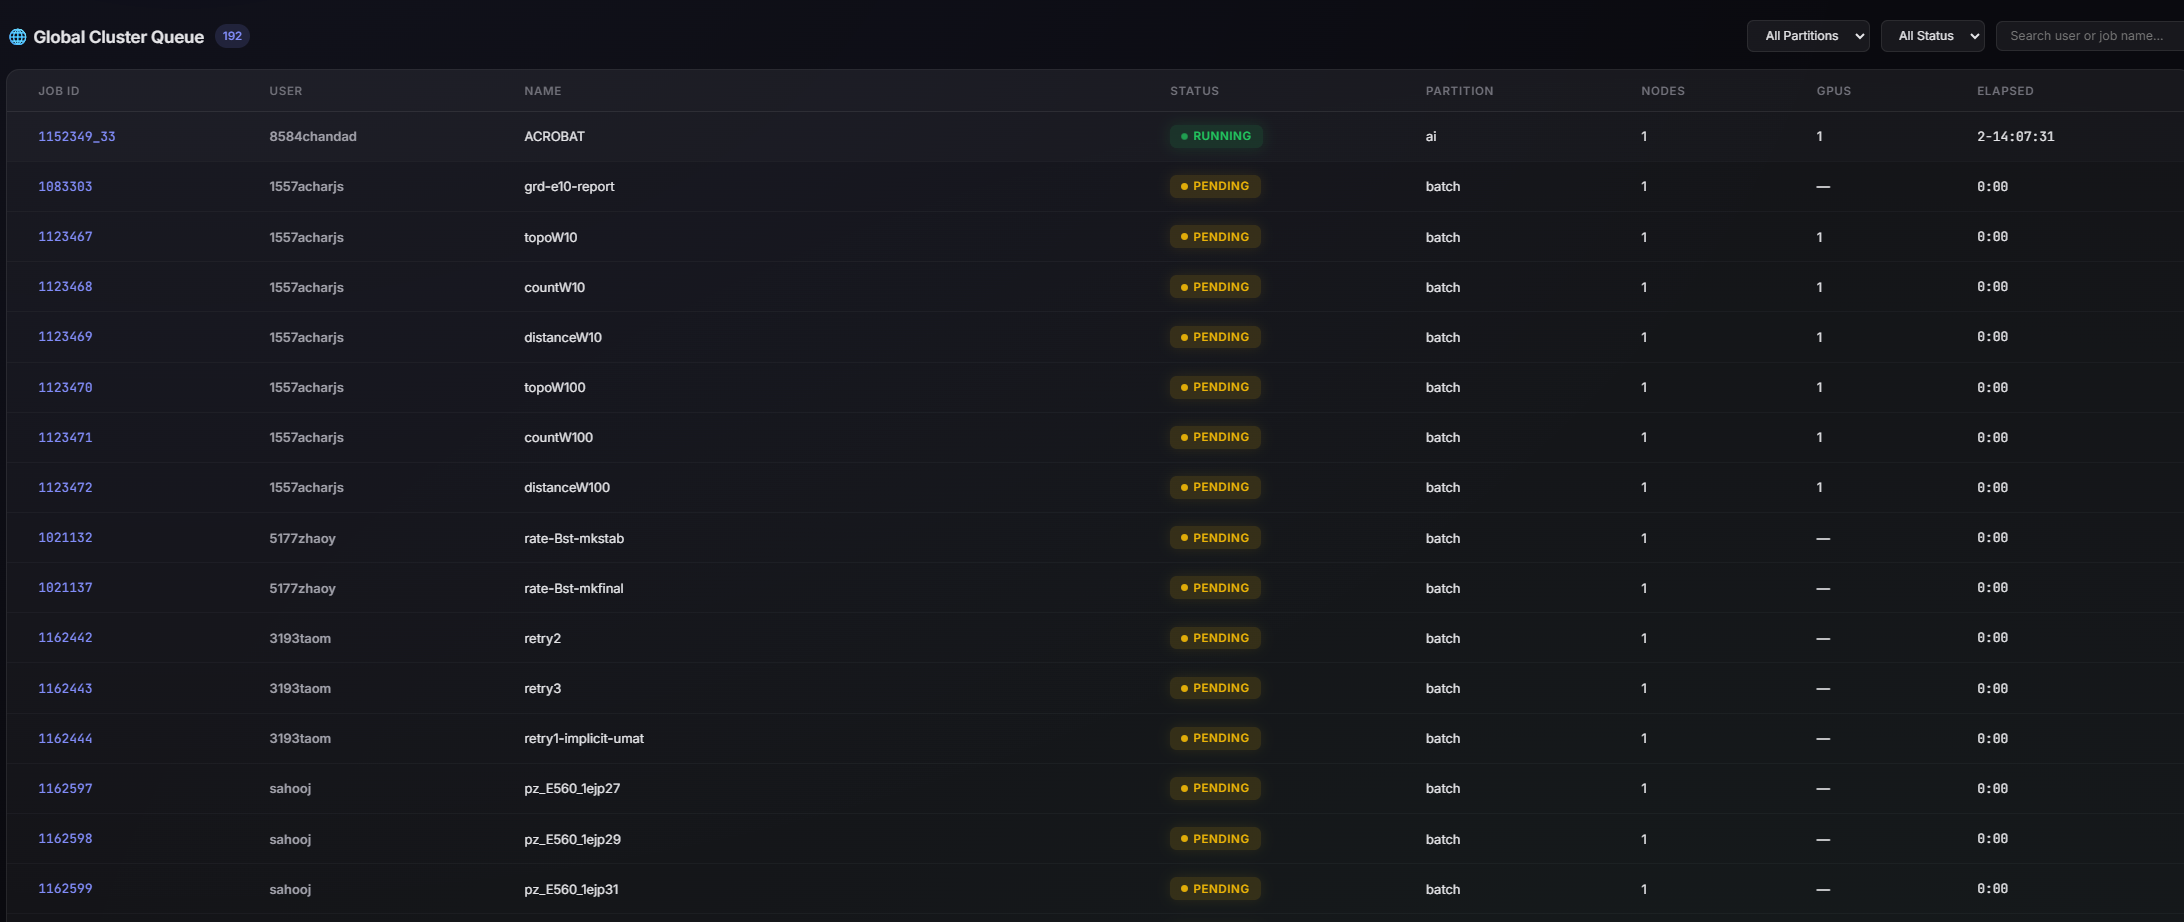 Global Cluster Queue 192 All Partitions All Status Search user or job name...
JOB ID USER NAME STATUS PARTITION NODES GPUS ELAPSED
1152349_33 8584chandad ACROBAT RUNNING ai 1 1 2-14:07:31
1083303 1557acharjs grd-e10-report PENDING batch 1 — 0:00
1123467 1557acharjs topoW10 PENDING batch 1 1 0:00
1123468 1557acharjs countW10 PENDING batch 1 1 0:00
1123469 1557acharjs distanceW10 PENDING batch 1 1 0:00
1123470 1557acharjs topoW100 PENDING batch 1 1 0:00
1123471 1557acharjs countW100 PENDING batch 1 1 0:00
1123472 1557acharjs distanceW100 PENDING batch 1 1 0:00
1021132 5177zhaoy rate-Bst-mkstab PENDING batch 1 — 0:00
1021137 5177zhaoy rate-Bst-mkfinal PENDING batch 1 — 0:00
1162442 3193taom retry2 PENDING batch 1 — 0:00
1162443 3193taom retry3 PENDING batch 1 — 0:00
1162444 3193taom retry1-implicit-umat PENDING batch 1 — 0:00
1162597 sahooj pz_E560_1ejp27 PENDING batch 1 — 0:00
1162598 sahooj pz_E560_1ejp29 PENDING batch 1 — 0:00
1162599 sahooj pz_E560_1ejp31 PENDING batch 1 — 0:00